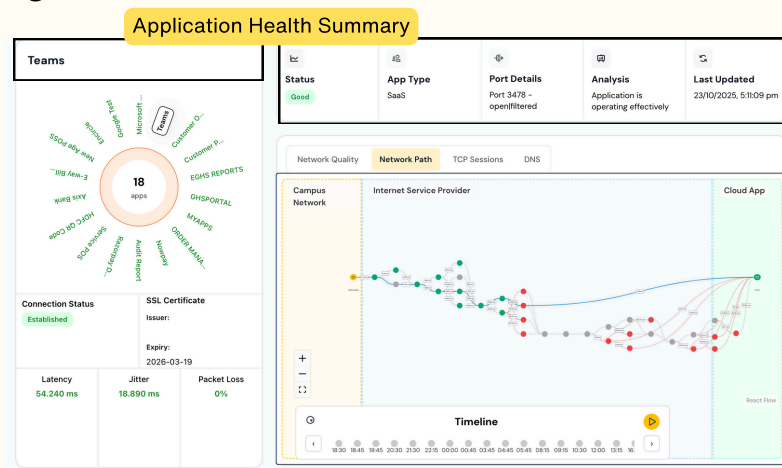 Application Health Summary
Teams
Microsoft ...
Teams
Customer O...
Customer P...
EGHS REPORTS
GHSPORTAL
MYAPPS
ORDER MANA...
Nowpay
Audit Report
Razorpay D...
Service POS
HDFC QR Code
Axis Bank
E-way Bill...
New Age POSS
Encircle
Google Test
18
apps
Connection Status
Established
SSL Certificate
Issuer:
Expiry:
2026-03-19
Latency
54.240 ms
Jitter
18.890 ms
Packet Loss
0%
Status
Good
App Type
SaaS
Port Details
Port 3478 -
open|filtered
Analysis
Application is
operating effectively
Last Updated
23/10/2025, 5:11:09 pm
Network Quality
Network Path
TCP Sessions
DNS
Campus
Network
Internet Service Provider
Cloud App
React Flow
Timeline
18:30 18:45 19:45 20:30 21:30 22:15 00:00 00:45 03:45 04:45 05:45 08:15 09:15 10:30 12:00 13:15